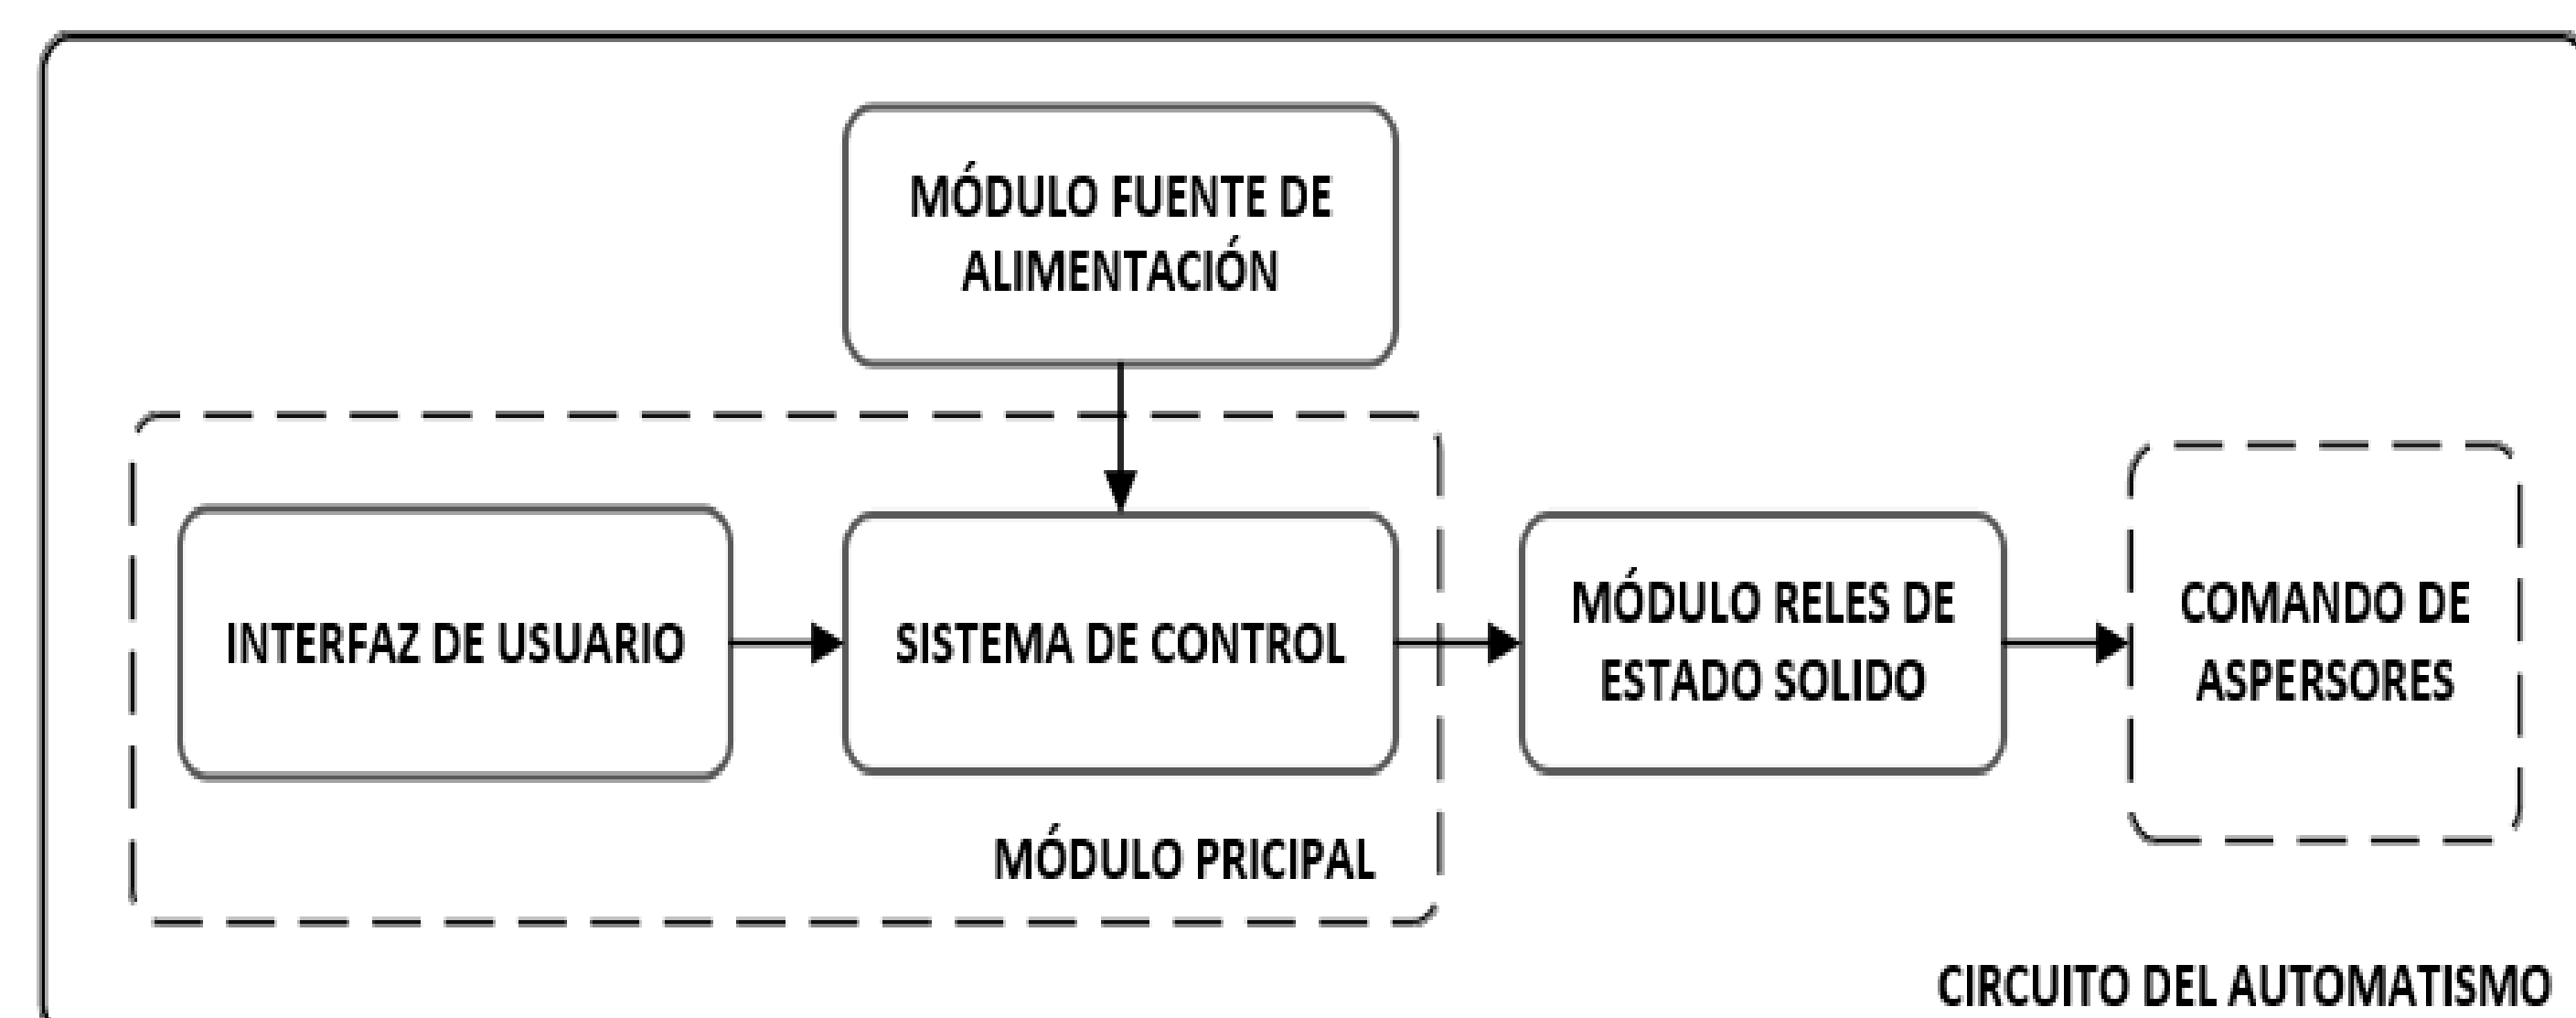 MÓDULO FUENTE DE
ALIMENTACIÓN
INTERFAZ DE USUARIO
SISTEMA DE CONTROL
MÓDULO RELES DE
ESTADO SOLIDO
COMANDO DE
ASPERSORES
MÓDULO PRICIPAL
CIRCUITO DEL AUTOMATISMO